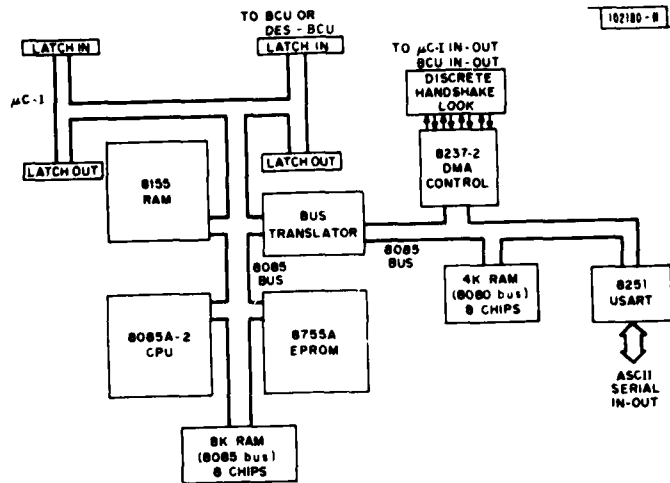 TO BCU OR
DES - BCU
102180-N
LATCH IN
LATCH IN
μC-I
LATCH OUT
LATCH OUT
TO μC-I IN-OUT
BCU IN-OUT
DISCRETE
HANDSHAKE
LOOK
8237-2
DMA
CONTROL
8155
RAM
BUS
TRANSLATOR
8085
BUS
8085
BUS
4K RAM
(8080 bus)
8 CHIPS
8251
USART
8085A-2
CPU
8755A
EPROM
ASCII
SERIAL
IN-OUT
8K RAM
(8085 bus)
8 CHIPS